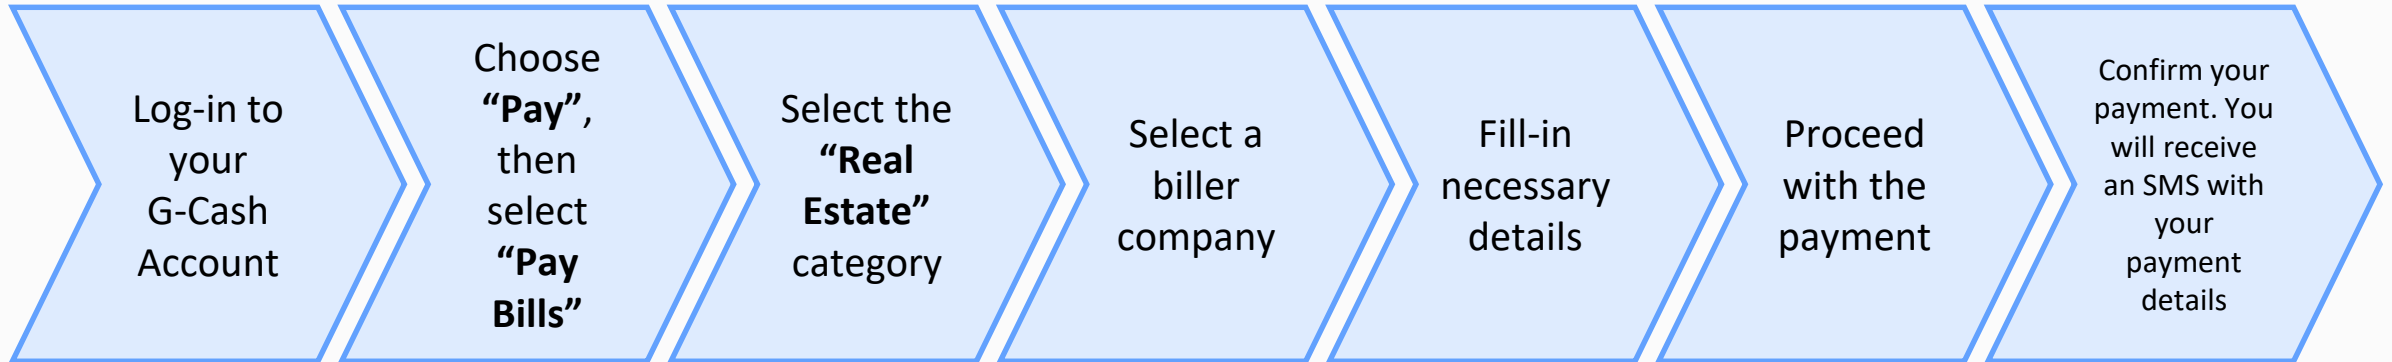 Log-in to
your
G-Cash
Account
Choose
“Pay”,
then
select
“Pay
Bills”
Select the
“Real
Estate”
category
Select a
biller
company
Fill-in
necessary
details
Proceed
with the
payment
Confirm your
payment. You
will receive
an SMS with
your
payment
details